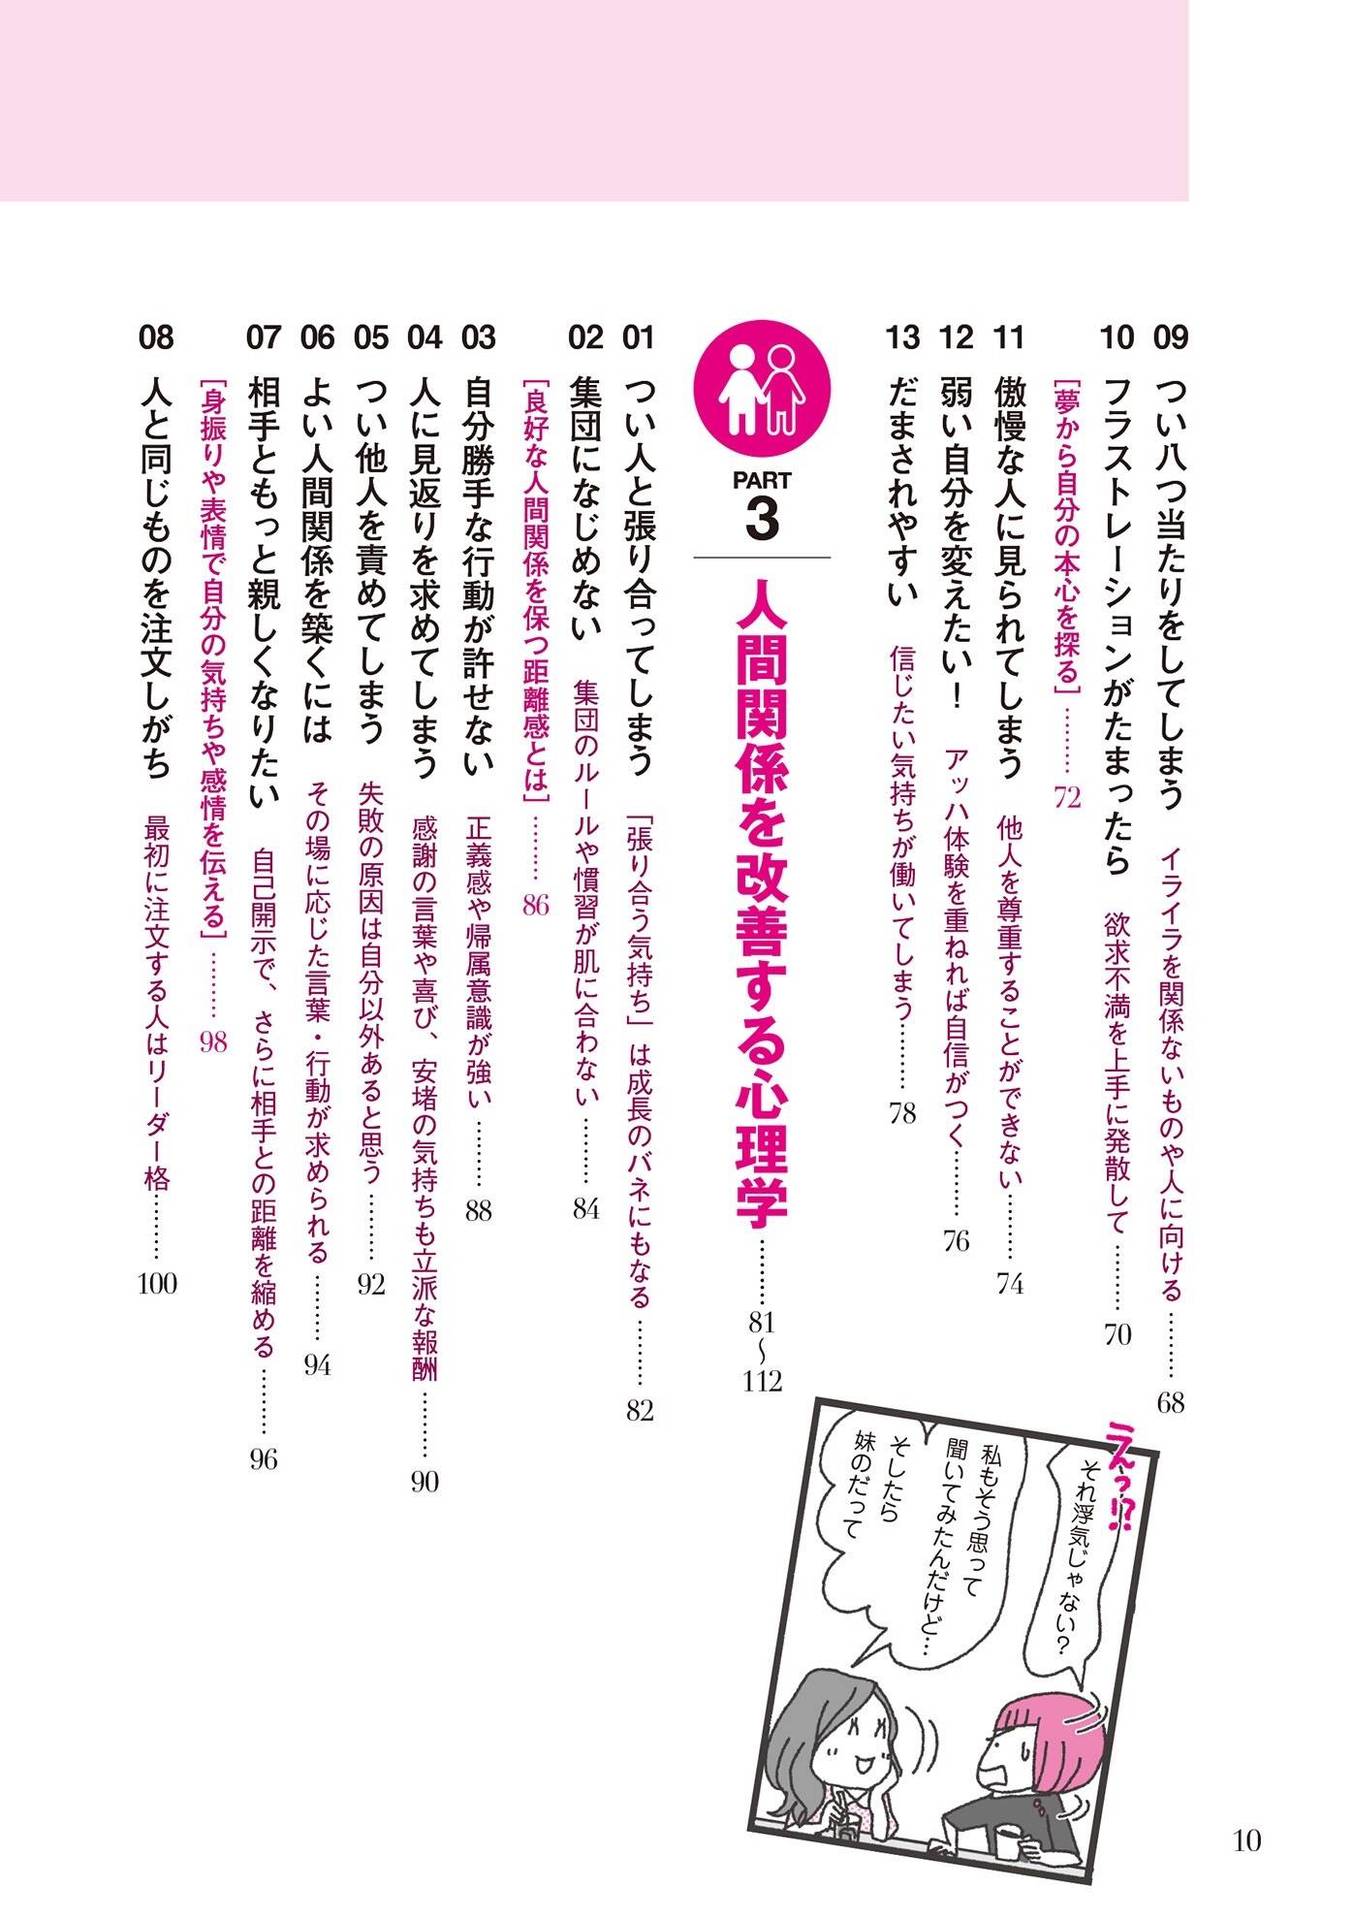 09 つい八つ当たりをしてしまう イライラを関係ないものや人に向ける……… 68
10 フラストレーションがたまったら 欲求不満を上手に発散して……… 70
[夢から自分の本心を探る]……… 72
11 傲慢な人に見られてしまう 他人を尊重することができない……… 74
12 弱い自分を変えたい! アッハ体験を重ねれば自信がつく……… 76
13 だまされやすい 信じたい気持ちが働いてしまう……… 78
PART
3
人間関係を改善する心理学……… 81〜112
01 つい人と張り合ってしまう 「張り合う気持ち」は成長のバネにもなる……… 82
02 集団になじめない 集団のルールや慣習が肌に合わない……… 84
[良好な人間関係を保つ距離感とは]……… 86
03 自分勝手な行動が許せない 正義感や帰属意識が強い……… 88
04 人に見返りを求めてしまう 感謝の言葉や喜び、安堵の気持ちも立派な報酬……… 90
05 つい他人を責めてしまう 失敗の原因は自分以外あると思う……… 92
06 よい人間関係を築くには その場に応じた言葉・行動が求められる……… 94
07 相手ともっと親しくなりたい 自己開示で、さらに相手との距離を縮める……… 96
[身振りや表情で自分の気持ちや感情を伝える]……… 98
08 人と同じものを注文しがち 最初に注文する人はリーダー格……… 100
えっ!?
それ浮気じゃない?
私もそう思って
聞いてみたんだけど…
そしたら
妹のだって
10